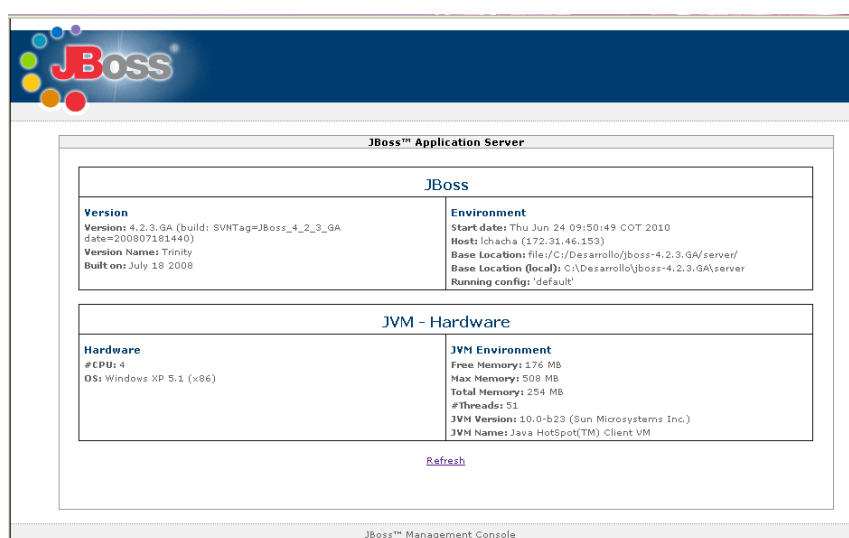 JBoss
JBoss™ Application Server
JBoss
Version
Version: 4.2.3.GA (build: SVNTag=JBoss_4_2_3_GA
date=200807181440)
Version Name: Trinity
Built on: July 18 2008
Environment
Start date: Thu Jun 24 09:50:49 COT 2010
Host: lchacha (172.31.46.153)
Base Location: file:/C:/Desarrollo/jboss-4.2.3.GA/server/
Base Location (local): C:\Desarrollo\jboss-4.2.3.GA\server
Running config: 'default'
JVM - Hardware
Hardware
#CPU: 4
OS: Windows XP 5.1 (x86)
JVM Environment
Free Memory: 176 MB
Max Memory: 508 MB
Total Memory: 254 MB
#Threads: 51
JVM Version: 10.0-b23 (Sun Microsystems Inc.)
JVM Name: Java HotSpot(TM) Client VM
Refresh
JBoss™ Management Console